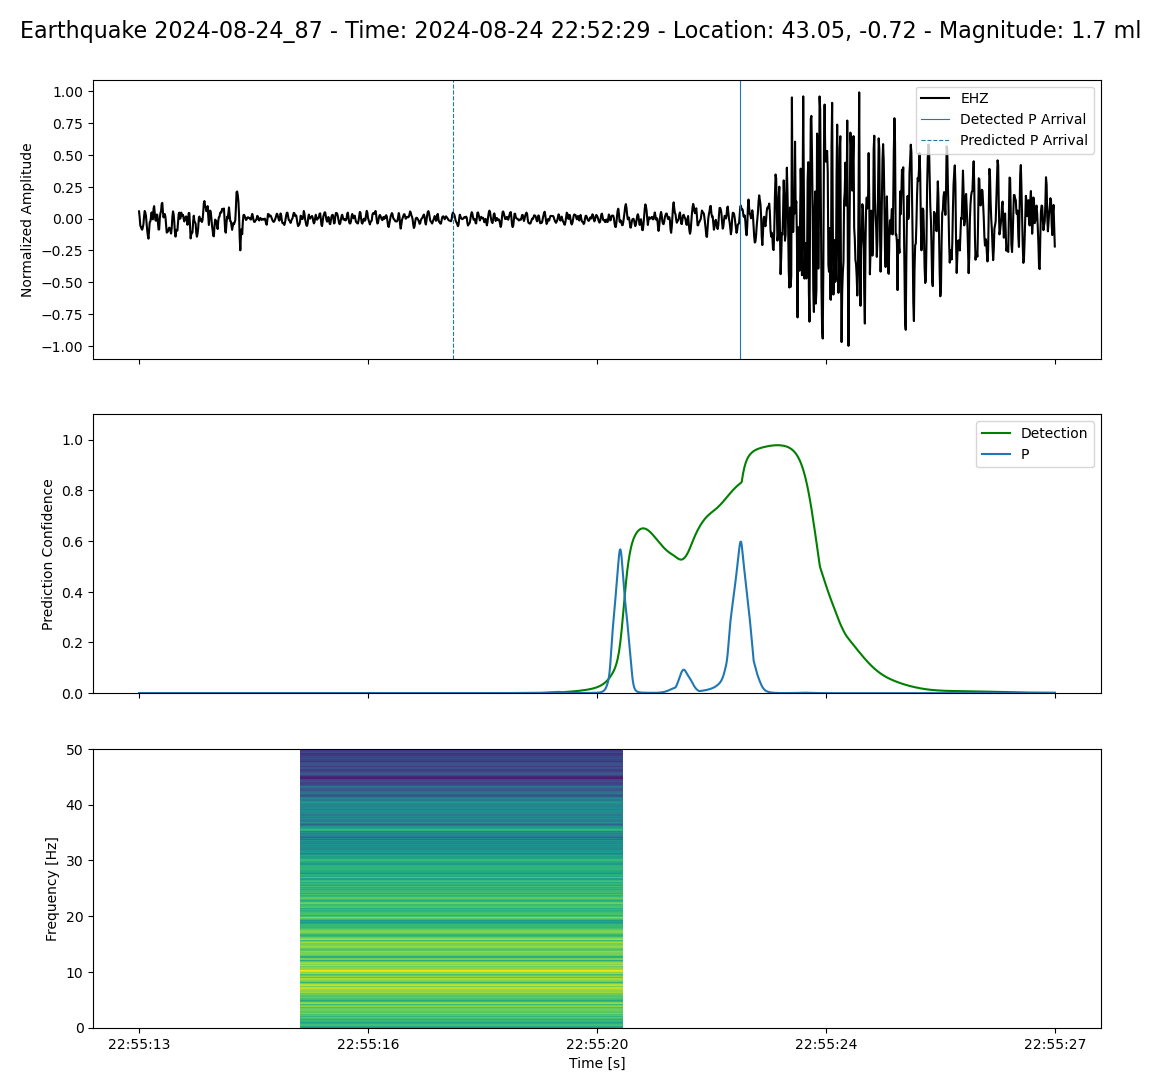 Earthquake 2024-08-24_87 - Time: 2024-08-24 22:52:29 - Location: 43.05, -0.72 - Magnitude: 1.7 ml
EHZ
Detected P Arrival
Predicted P Arrival
1.00
0.75
0.50
0.25
0.00
−0.25
−0.50
−0.75
−1.00
Normalized Amplitude
Detection
P
1.0
0.8
0.6
0.4
0.2
0.0
Prediction Confidence
50
40
30
20
10
0
Frequency [Hz]
22:55:13 22:55:16 22:55:20 22:55:24 22:55:27
Time [s]